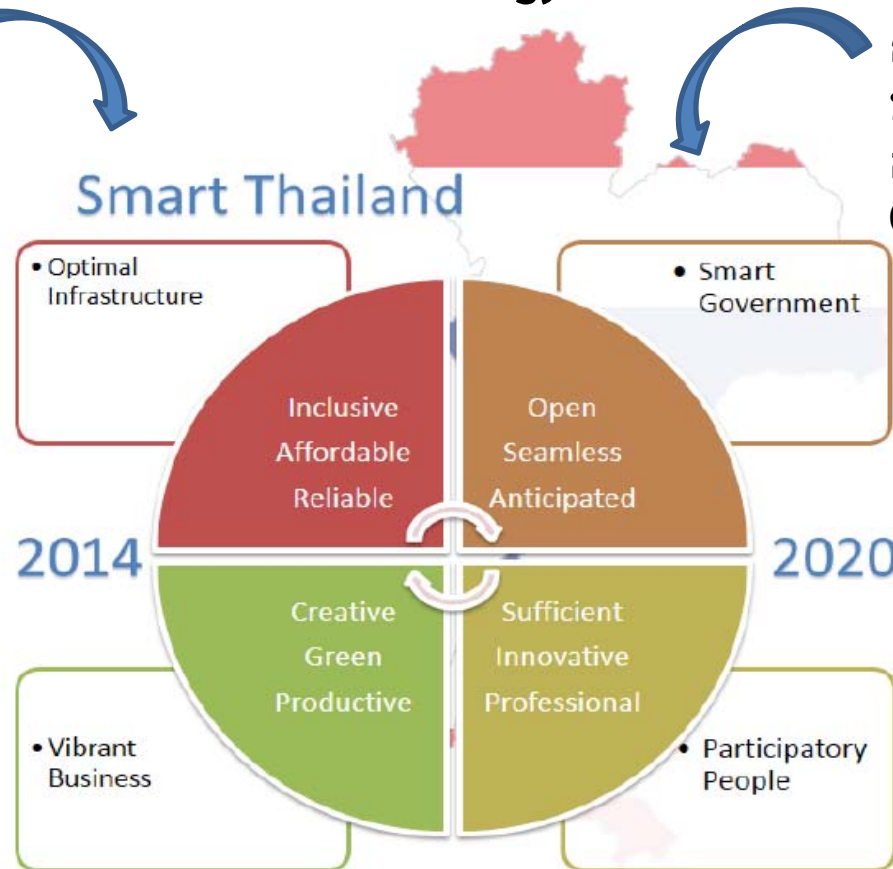 Smart Thailand
• Optimal
Infrastructure
• Smart
Government
Inclusive
Affordable
Reliable
Open
Seamless
Anticipated
2014
2020
Creative
Green
Productive
Sufficient
Innovative
Professional
• Vibrant
Business
• Participatory
People